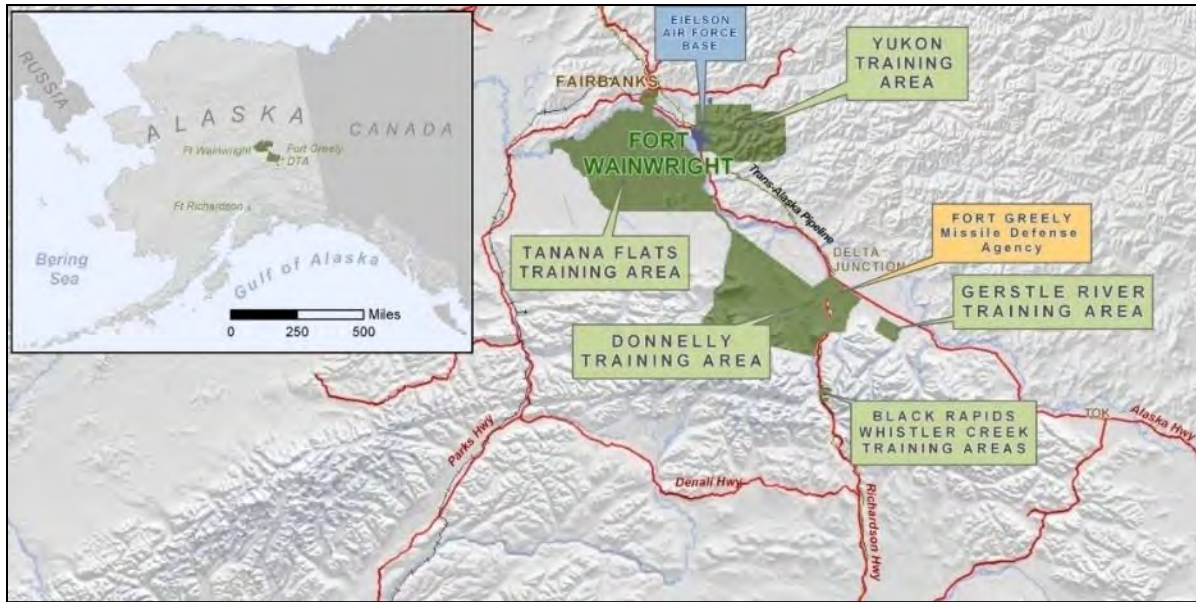 RUSSIA
ALASKA
CANADA
Ft Wainwright
Fort Greely
DTA
Ft Richardson
Bering
Sea
Gulf of Alaska
Miles
0 250 500
EIELSON
AIR FORCE
BASE
YUKON
TRAINING
AREA
FAIRBANKS
FORT
WAINWRIGHT
Trans-Alaska Pipeline
TANANA FLATS
TRAINING AREA
FORT GREELY
Missile Defense
Agency
DELTA
JUNCTION
GERSTLE RIVER
TRAINING AREA
DONNELLY
TRAINING AREA
BLACK RAPIDS
WHISTLER CREEK
TRAINING AREAS
TOK
Alaska Hwy
Parks Hwy
Denali Hwy
Richardson Hwy